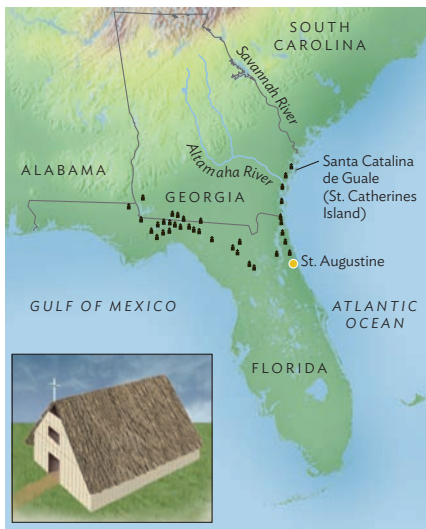 SOUTH
CAROLINA
Savannah River
Santa Catalina
de Guale
(St. Catherines
Island)
ALABAMA
Altamaha River
GEORGIA
St. Augustine
GULF OF MEXICO
ATLANTIC
OCEAN
FLORIDA